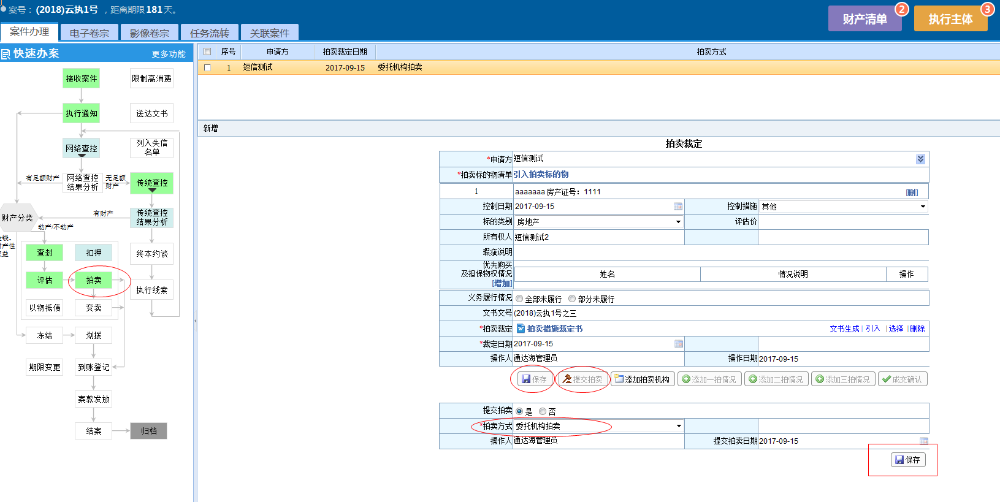 案号： (2018)云执1号 ，距离期限181天。
财产清单 2
执行主体 3
案件办理 电子卷宗 影像卷宗 任务流转 关联案件
快速办案 更多功能
接收案件
限制高消费
执行通知
送达文书
网络查控
列入失信
名单
有足额财产
网络查控
结果分析
无足额
财产
传统查控
财产分类
有财产
传统查控
结果分析
动产/不动产
金钱、
财产性
权益
查封
扣押
终本约谈
评估
拍卖
执行线索
以物抵债
变卖
冻结
划拨
期限变更
到账登记
案款发放
结案
归档
序号 申请方 拍卖裁定日期 拍卖方式
1 短信测试 2017-09-15 委托机构拍卖
新增
拍卖裁定
*申请方 短信测试
*拍卖标的物清单 引入拍卖标的物
1 aaaaaaa 房产证号：1111 [删]
控制日期 2017-09-15 控制措施 其他
标的类别 房地产 评估价
所有权人 短信测试2
瑕疵说明
优先购买
及担保物权情况
[增加]
姓名 情况说明 操作
义务履行情况 全部未履行 部分未履行
文书文号 (2018)云执1号之三
*拍卖裁定 拍卖措施裁定书 文书生成| 引入 |选择 |删除
*裁定日期 2017-09-15
操作人 通达海管理员 操作日期 2017-09-15
保存 提交拍卖 添加拍卖机构 添加一拍情况 添加二拍情况 添加三拍情况 成交确认
提交拍卖 是 否
*拍卖方式 委托机构拍卖
操作人 通达海管理员 提交拍卖日期 2017-09-15
保存